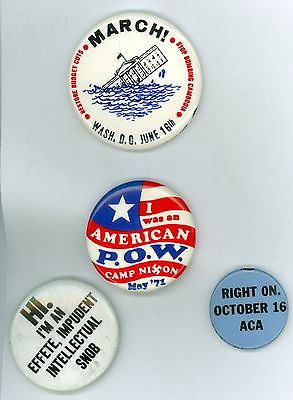 MARCH!
• RESTORE BUDGET CUTS •
• STOP BOMBING CAMBODIA •
WASH. D.C. JUNE 16th
I
was an
AMERICAN
P.O.W.
CAMP NIXON
May '71
HI.
I'M AN
EFFETE, IMPUDENT
INTELLECTUAL
SNOB
RIGHT ON.
OCTOBER 16
ACA